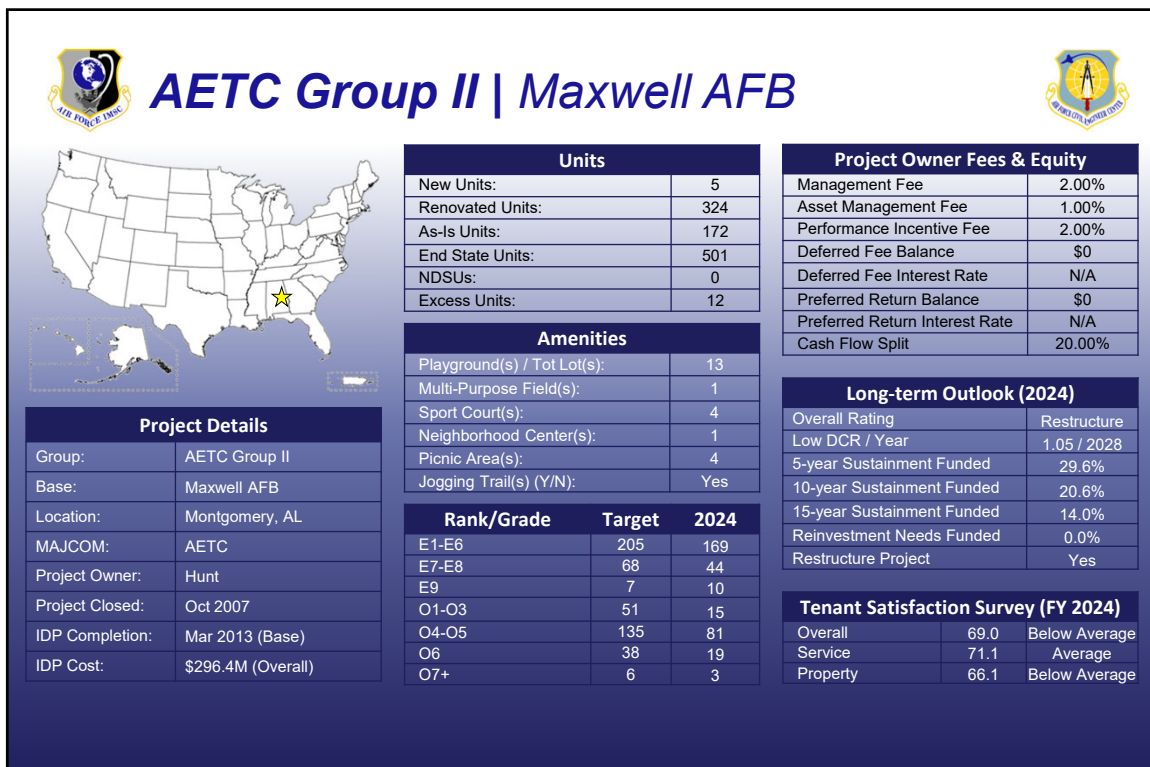 AETC Group II | Maxwell AFB
AIR FORCE IMSC
AIR FORCE CIVIL ENGINEER CENTER
Project Details
Group: AETC Group II
Base: Maxwell AFB
Location: Montgomery, AL
MAJCOM: AETC
Project Owner: Hunt
Project Closed: Oct 2007
IDP Completion: Mar 2013 (Base)
IDP Cost: $296.4M (Overall)
Units
New Units: 5
Renovated Units: 324
As-Is Units: 172
End State Units: 501
NDSUs: 0
Excess Units: 12
Amenities
Playground(s) / Tot Lot(s): 13
Multi-Purpose Field(s): 1
Sport Court(s): 4
Neighborhood Center(s): 1
Picnic Area(s): 4
Jogging Trail(s) (Y/N): Yes
Rank/Grade Target 2024
E1-E6 205 169
E7-E8 68 44
E9 7 10
O1-O3 51 15
O4-O5 135 81
O6 38 19
O7+ 6 3
Project Owner Fees & Equity
Management Fee 2.00%
Asset Management Fee 1.00%
Performance Incentive Fee 2.00%
Deferred Fee Balance $0
Deferred Fee Interest Rate N/A
Preferred Return Balance $0
Preferred Return Interest Rate N/A
Cash Flow Split 20.00%
Long-term Outlook (2024)
Overall Rating Restructure
Low DCR / Year 1.05 / 2028
5-year Sustainment Funded 29.6%
10-year Sustainment Funded 20.6%
15-year Sustainment Funded 14.0%
Reinvestment Needs Funded 0.0%
Restructure Project Yes
Tenant Satisfaction Survey (FY 2024)
Overall 69.0 Below Average
Service 71.1 Average
Property 66.1 Below Average